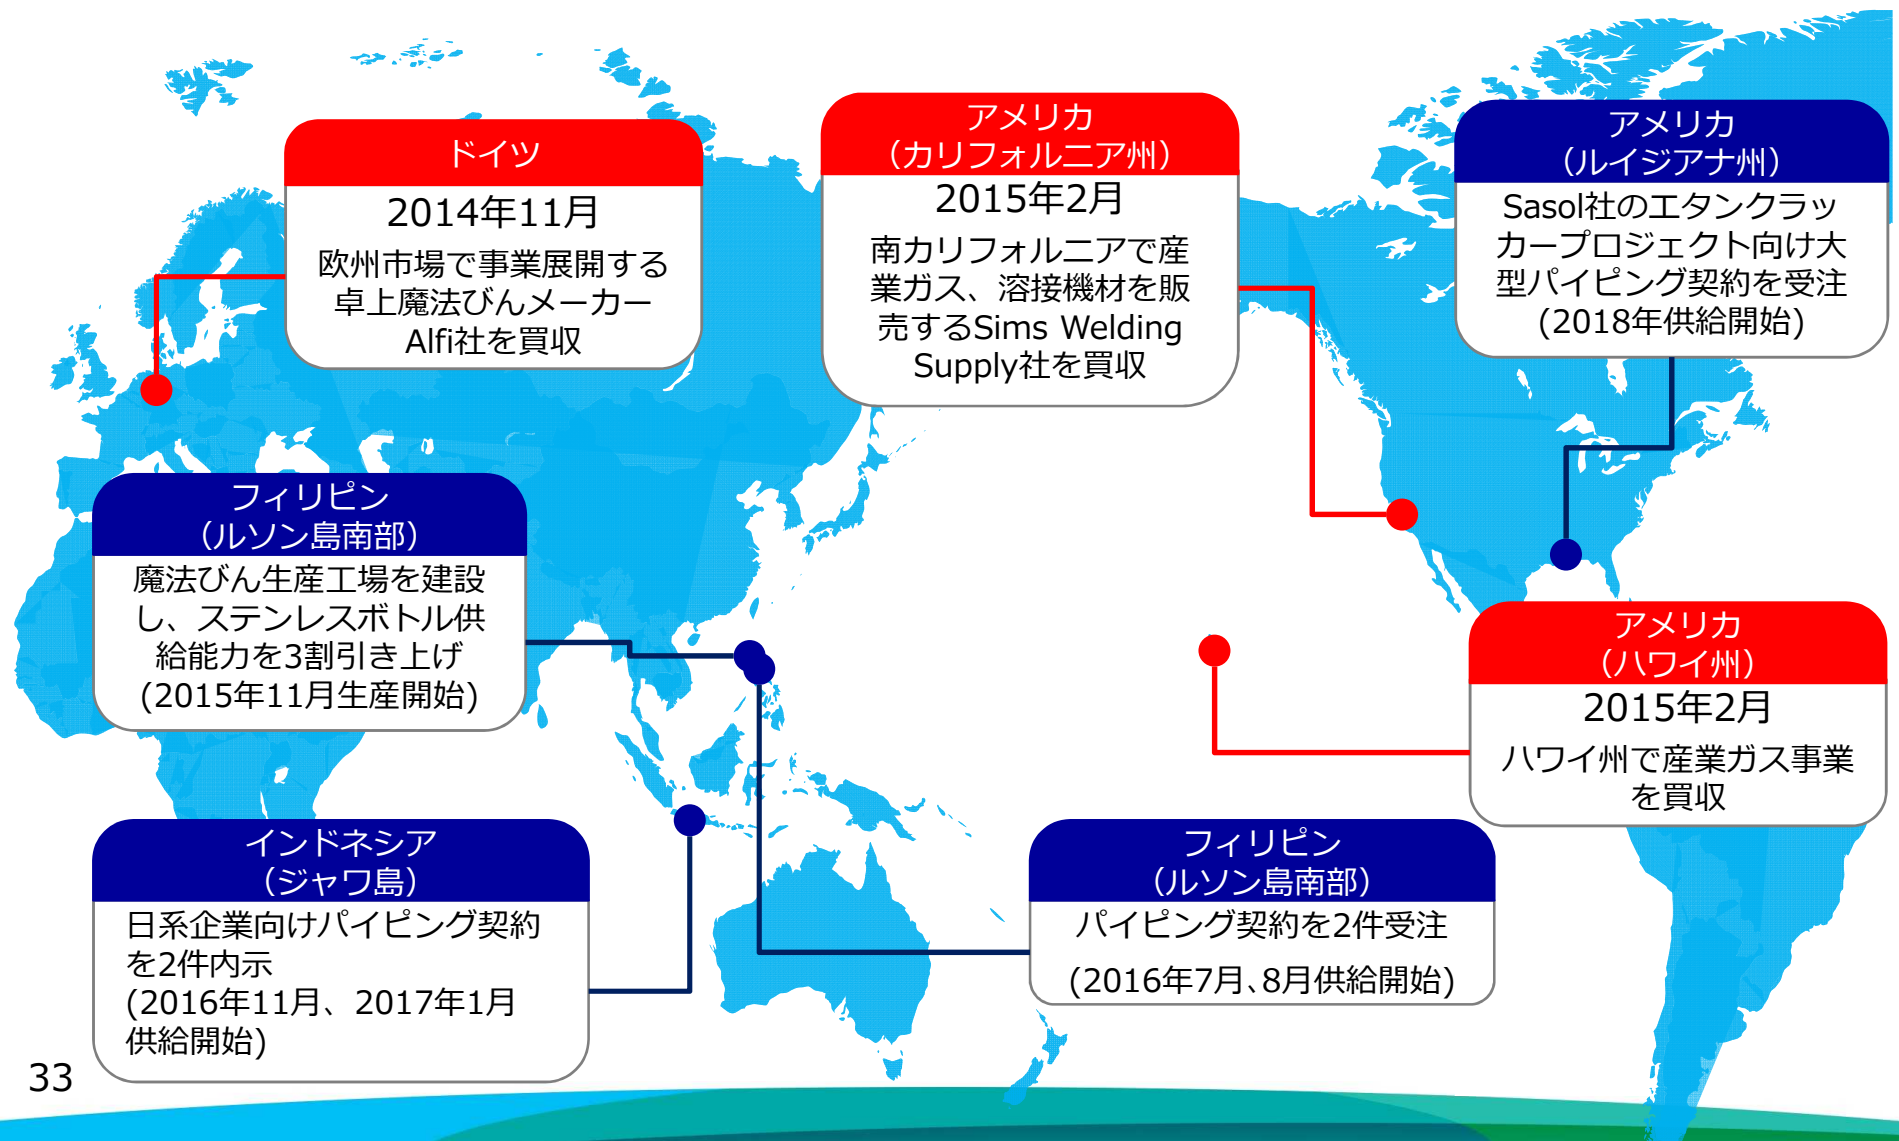 ドイツ
2014年11月
欧州市場で事業展開する
卓上魔法びんメーカー
Alfi社を買収
アメリカ
（カリフォルニア州）
2015年2月
南カリフォルニアで産
業ガス、溶接機材を販
売するSims Welding
Supply社を買収
アメリカ
（ルイジアナ州）
Sasol社のエタンクラッ
カープロジェクト向け大
型パイピング契約を受注
(2018年供給開始)
フィリピン
（ルソン島南部）
魔法びん生産工場を建設
し、ステンレスボトル供
給能力を3割引き上げ
(2015年11月生産開始)
アメリカ
（ハワイ州）
2015年2月
ハワイ州で産業ガス事業
を買収
インドネシア
（ジャワ島）
日系企業向けパイピング契約
を2件内示
(2016年11月、2017年1月
供給開始)
フィリピン
（ルソン島南部）
パイピング契約を2件受注
(2016年7月、8月供給開始)
33